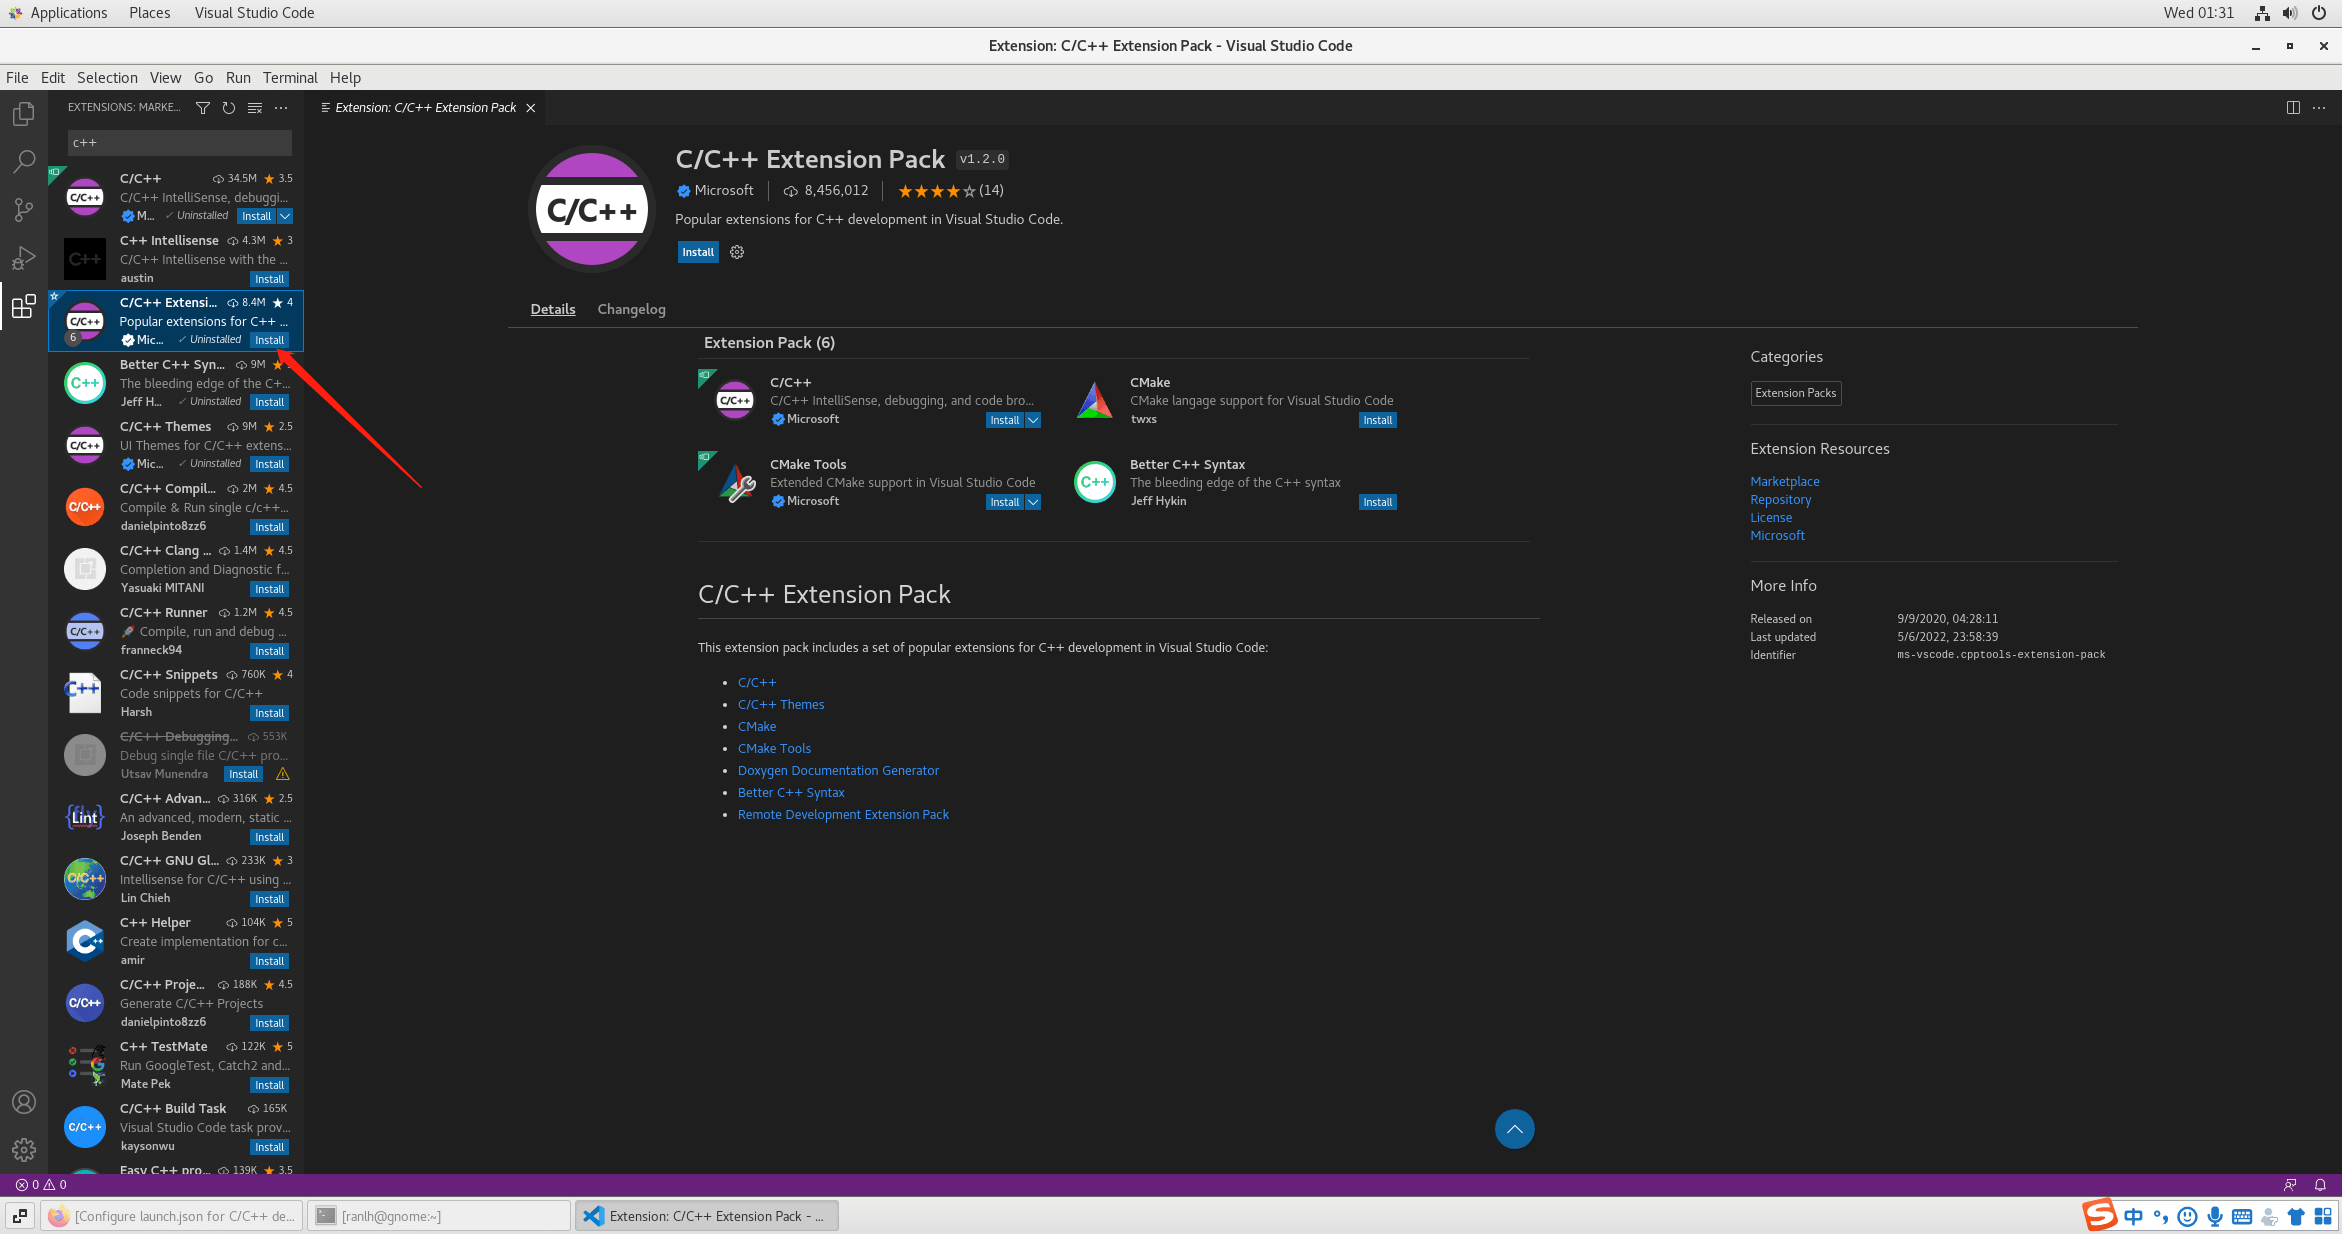 Applications Places Visual Studio Code Wed 01:31
Extension: C/C++ Extension Pack - Visual Studio Code
File Edit Selection View Go Run Terminal Help
EXTENSIONS: MARKE...
c++
C/C++ 34.5M 3.5
C/C++ IntelliSense, debuggi...
M... ✓ Uninstalled Install
C++ Intellisense 4.3M 3
C/C++ Intellisense with the ...
austin Install
C/C++ Extensi... 8.4M 4
Popular extensions for C++ ...
6 Mic... ✓ Uninstalled Install
Better C++ Syn... 9M
The bleeding edge of the C+...
Jeff H... ✓ Uninstalled Install
C/C++ Themes 9M 2.5
UI Themes for C/C++ extens...
Mic... ✓ Uninstalled Install
C/C++ Compil... 2M 4.5
Compile & Run single c/c++...
danielpinto8zz6 Install
C/C++ Clang ... 1.4M 4.5
Completion and Diagnostic f...
Yasuaki MITANI Install
C/C++ Runner 1.2M 4.5
🚀 Compile, run and debug ...
franneck94 Install
C/C++ Snippets 760K 4
Code snippets for C/C++
Harsh Install
C/C++ Debugging... 553K
Debug single file C/C++ pro...
Utsav Munendra Install
C/C++ Advan... 316K 2.5
An advanced, modern, static ...
Joseph Benden Install
C/C++ GNU Gl... 233K 3
Intellisense for C/C++ using ...
Lin Chieh Install
C++ Helper 104K 5
Create implementation for c...
amir Install
C/C++ Proje... 188K 4.5
Generate C/C++ Projects
danielpinto8zz6 Install
C++ TestMate 122K 5
Run GoogleTest, Catch2 and...
Mate Pek Install
C/C++ Build Task 165K
Visual Studio Code task prov...
kaysonwu Install
Easy C++ pro... 139K 3.5
Extension: C/C++ Extension Pack
C/C++
C/C++ Extension Pack v1.2.0
Microsoft 8,456,012 (14)
Popular extensions for C++ development in Visual Studio Code.
Install
Details Changelog
Extension Pack (6)
C/C++
C/C++ IntelliSense, debugging, and code bro...
Microsoft Install
CMake
CMake langage support for Visual Studio Code
twxs Install
CMake Tools
Extended CMake support in Visual Studio Code
Microsoft Install
Better C++ Syntax
The bleeding edge of the C++ syntax
Jeff Hykin Install
C/C++ Extension Pack
This extension pack includes a set of popular extensions for C++ development in Visual Studio Code:
• C/C++
• C/C++ Themes
• CMake
• CMake Tools
• Doxygen Documentation Generator
• Better C++ Syntax
• Remote Development Extension Pack
Categories
Extension Packs
Extension Resources
Marketplace
Repository
License
Microsoft
More Info
Released on 9/9/2020, 04:28:11
Last updated 5/6/2022, 23:58:39
Identifier ms-vscode.cpptools-extension-pack
0 0
[Configure launch.json for C/C++ de... [ranlh@gnome:~] Extension: C/C++ Extension Pack - ... 中